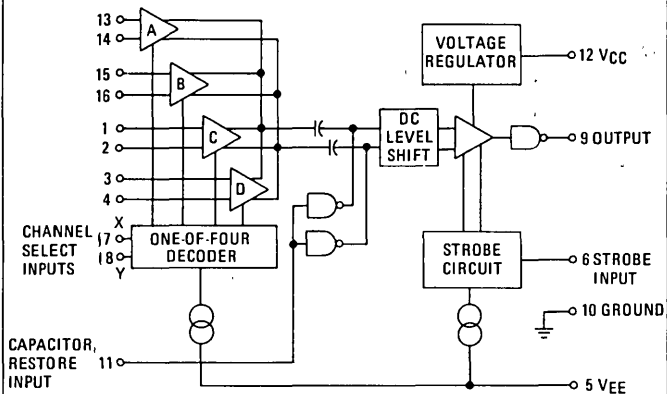 13
14
A
15
16
B
1
2
C
3
4
D
X
CHANNEL
SELECT
INPUTS
17
18
Y
ONE-OF-FOUR
DECODER
CAPACITOR,
RESTORE
INPUT
11
DC
LEVEL
SHIFT
VOLTAGE
REGULATOR
12 VCC
9 OUTPUT
STROBE
CIRCUIT
6 STROBE
INPUT
10 GROUND
5 VEE